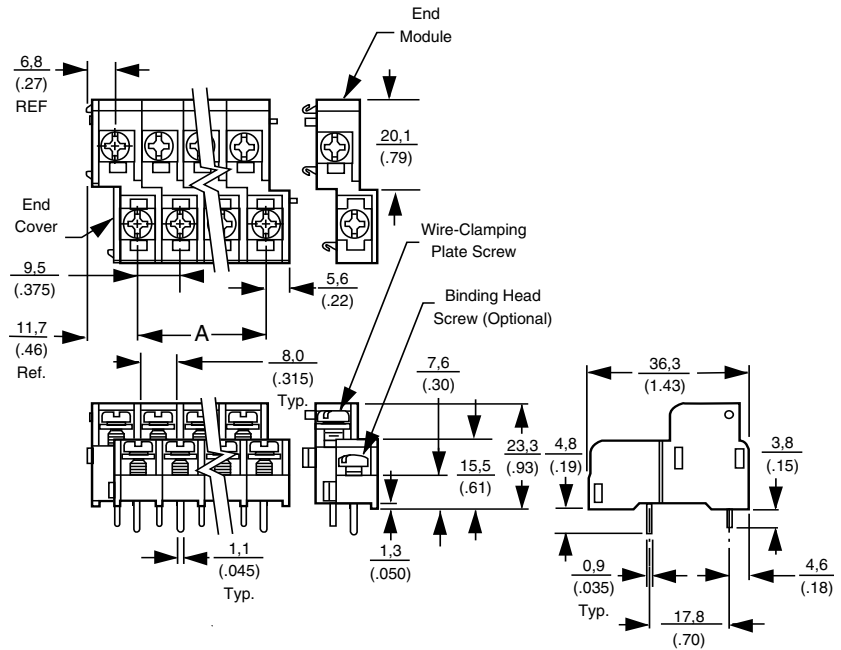 End
Module
6,8
(.27)
REF
20,1
(.79)
End
Cover
Wire-Clamping
Plate Screw
9,5
(.375)
5,6
(.22)
Binding Head
Screw (Optional)
11,7
(.46)
Ref.
A
8,0
(.315)
Typ.
7,6
(.30)
36,3
(1.43)
23,3
(.93)
4,8
(.19)
3,8
(.15)
15,5
(.61)
1,1
(.045)
Typ.
1,3
(.050)
0,9
(.035)
Typ.
4,6
(.18)
17,8
(.70)